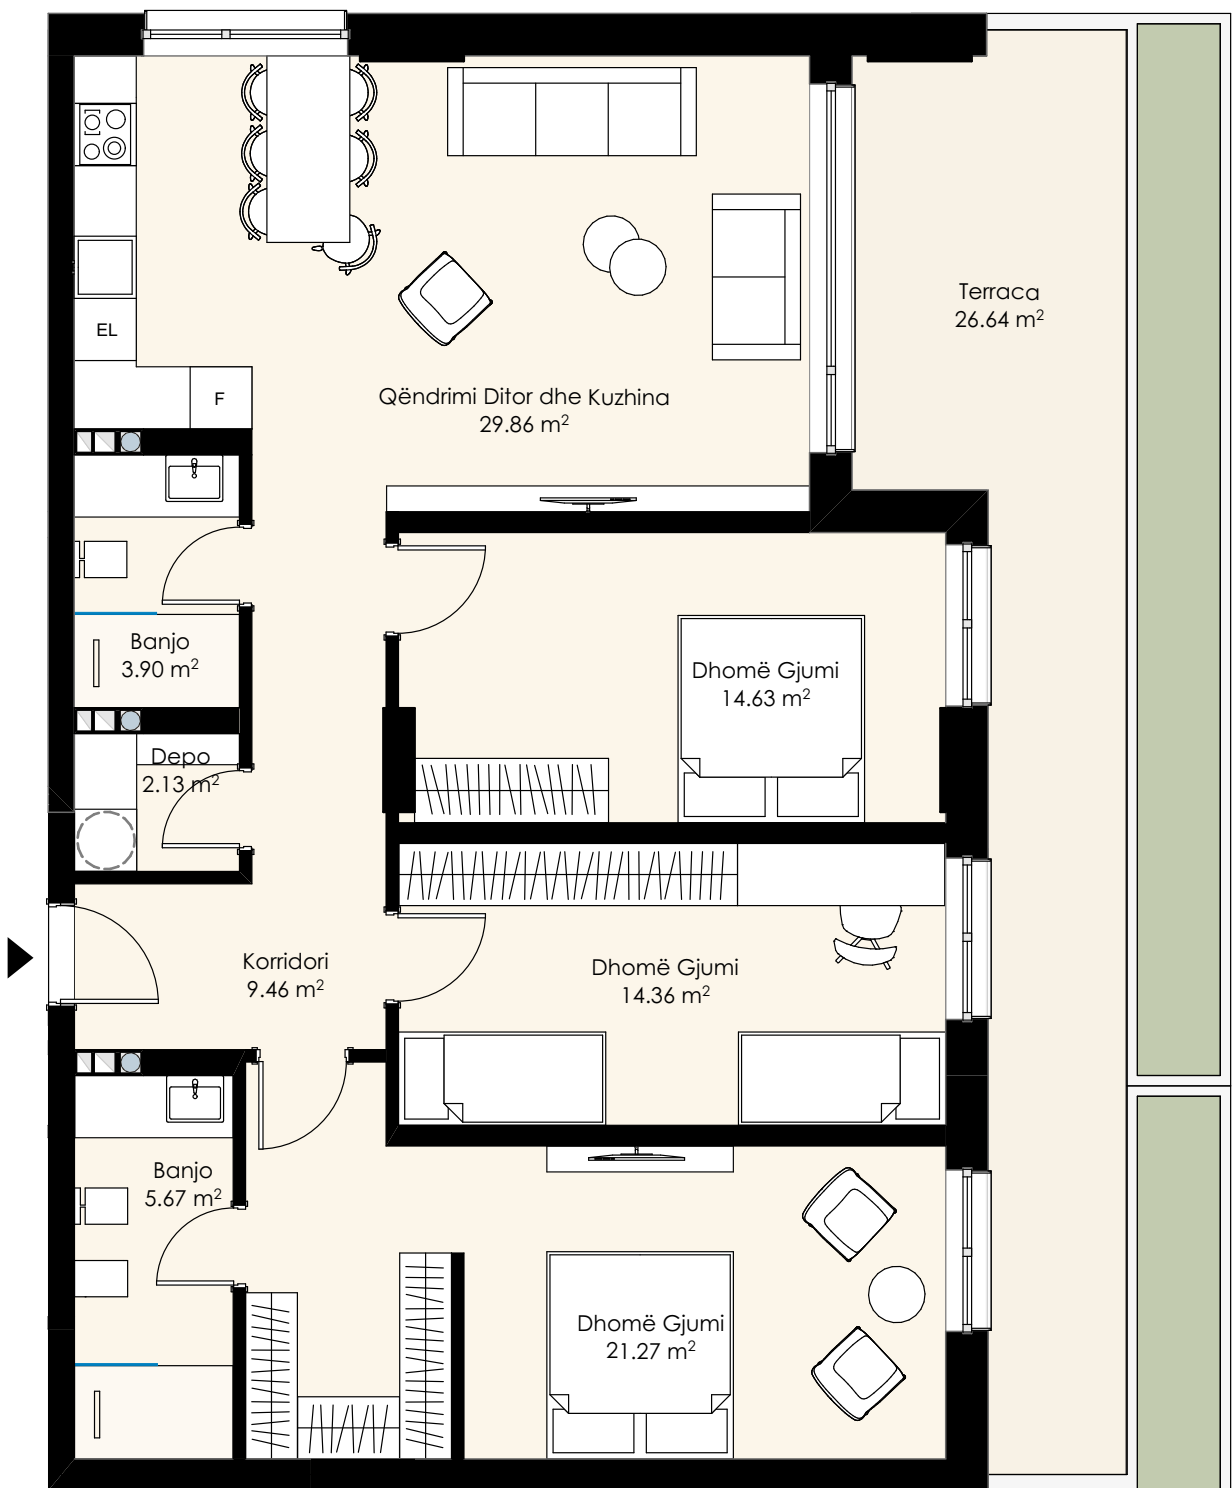 Terraca
26.64 m²
EL
F
Qëndrimi Ditor dhe Kuzhina
29.86 m²
Banjo
3.90 m²
Dhomë Gjumi
14.63 m²
Depo
2.13 m²
Korridori
9.46 m²
Dhomë Gjumi
14.36 m²
Banjo
5.67 m²
Dhomë Gjumi
21.27 m²